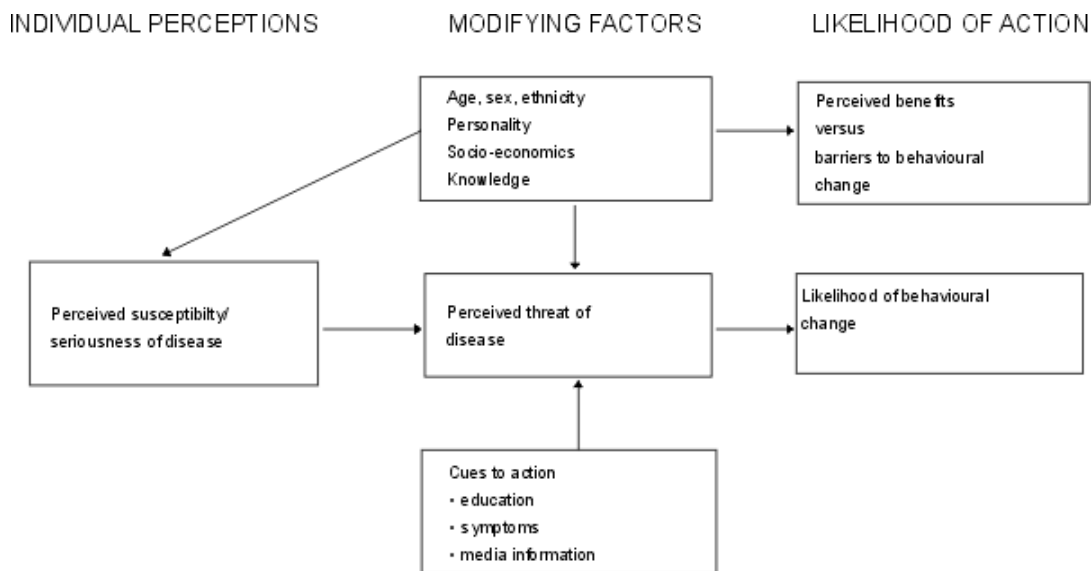 INDIVIDUAL PERCEPTIONS
MODIFYING FACTORS
LIKELIHOOD OF ACTION
Age, sex, ethnicity
Personality
Socio-economics
Knowledge
Perceived benefits
versus
barriers to behavioural
change
Perceived susceptibilty/
seriousness of disease
Perceived threat of
disease
Likelihood of behavioural
change
Cues to action
• education
• symptoms
• media information